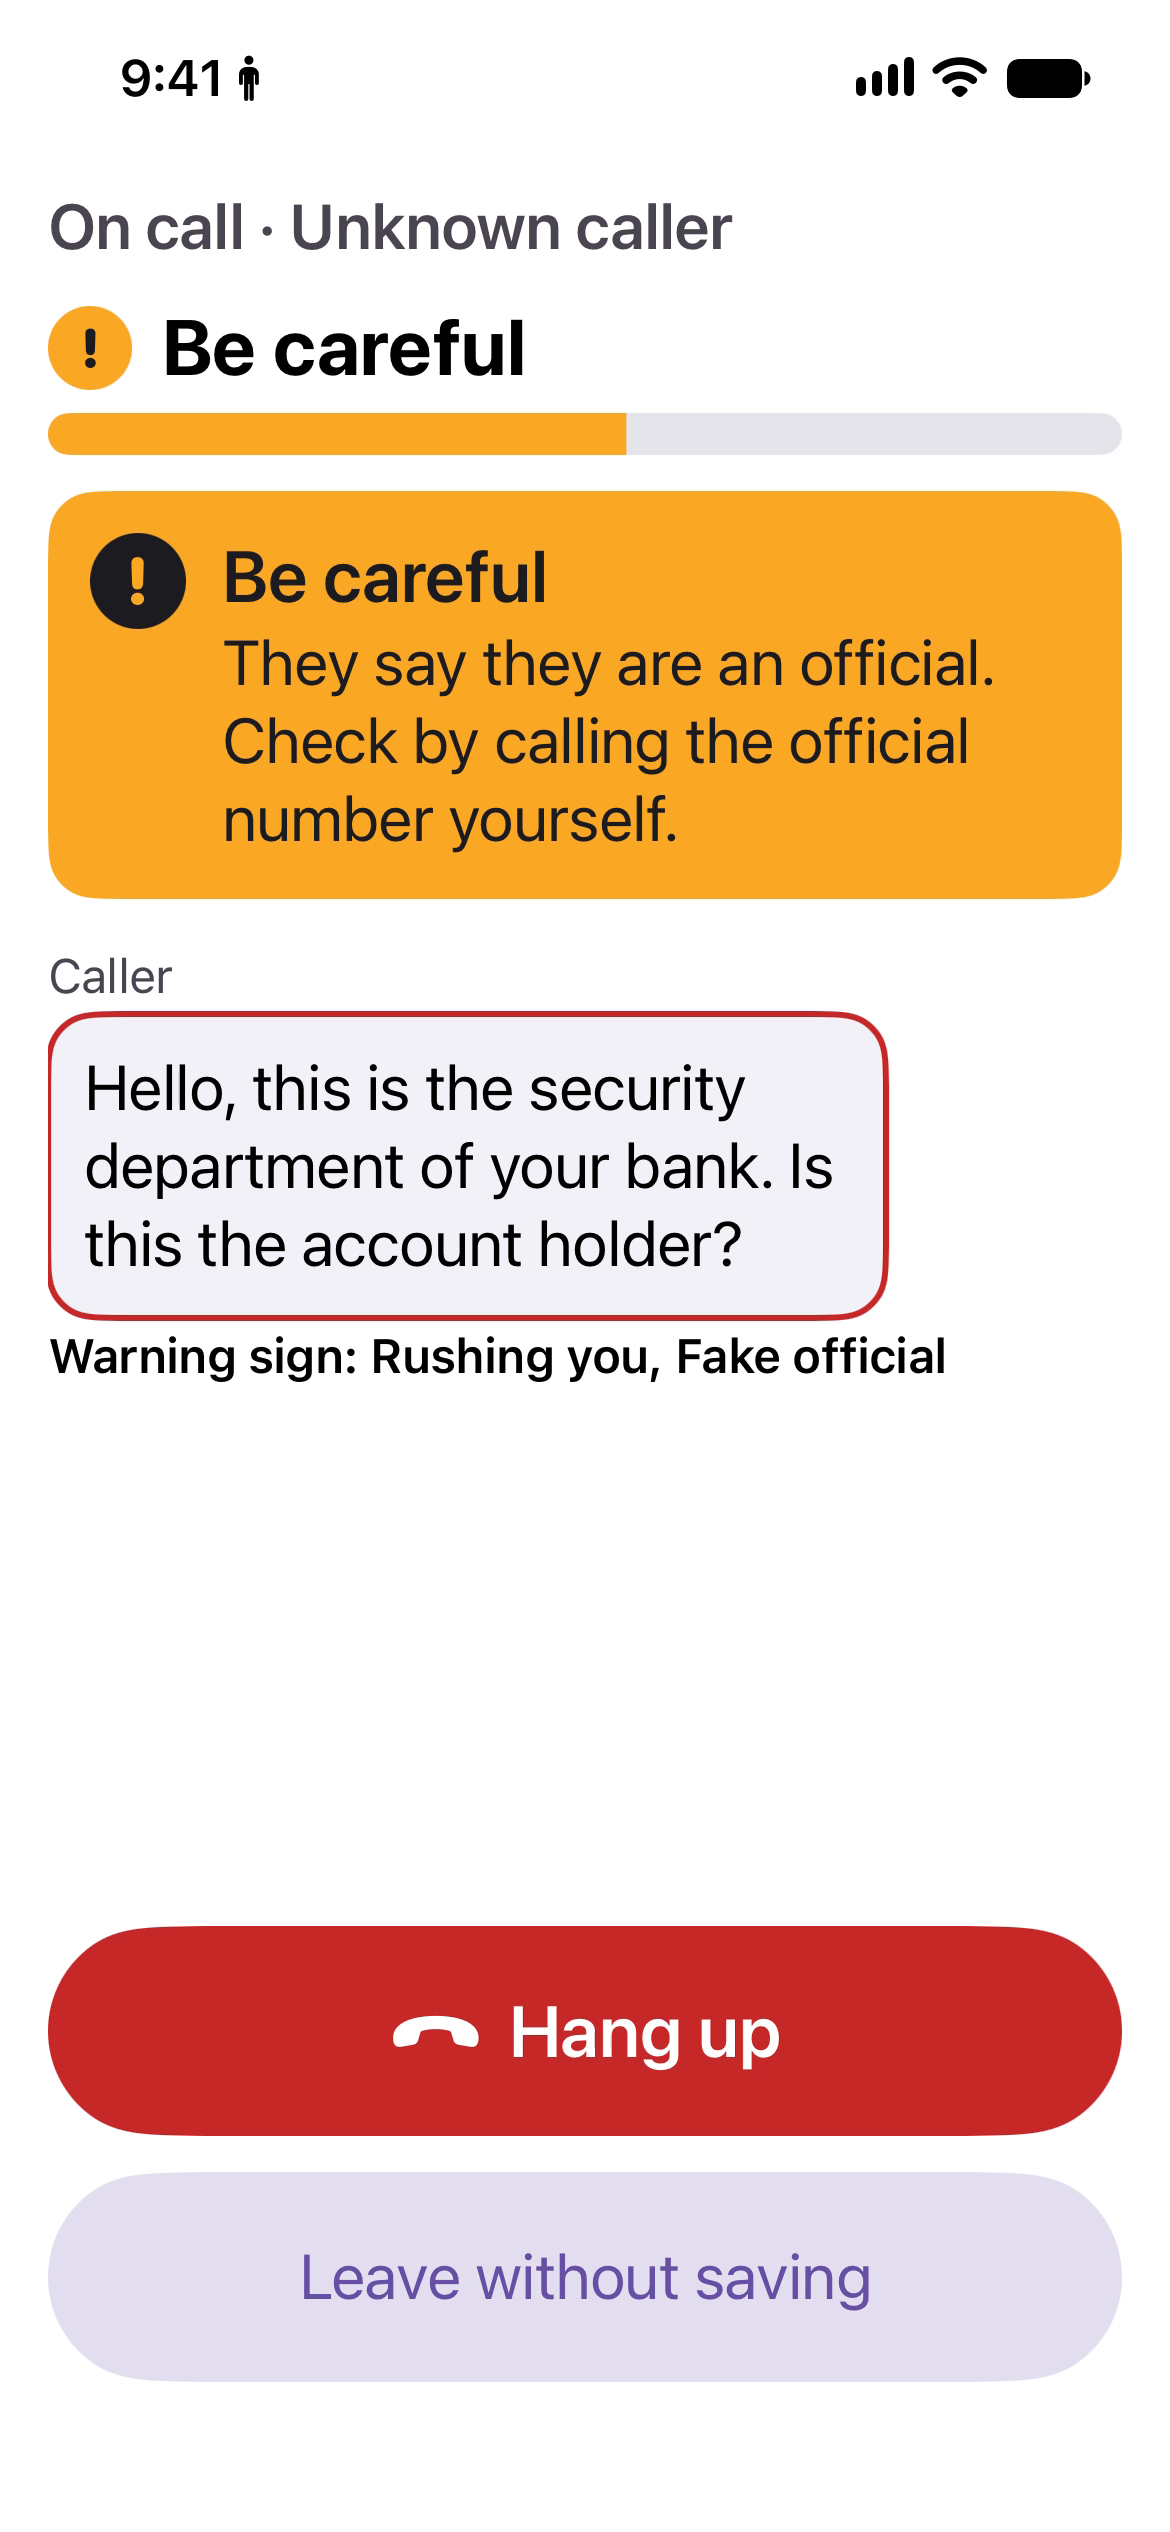 9:41
On call · Unknown caller
Be careful
Be careful
They say they are an official.
Check by calling the official
number yourself.
Caller
Hello, this is the security
department of your bank. Is
this the account holder?
Warning sign: Rushing you, Fake official
Hang up
Leave without saving